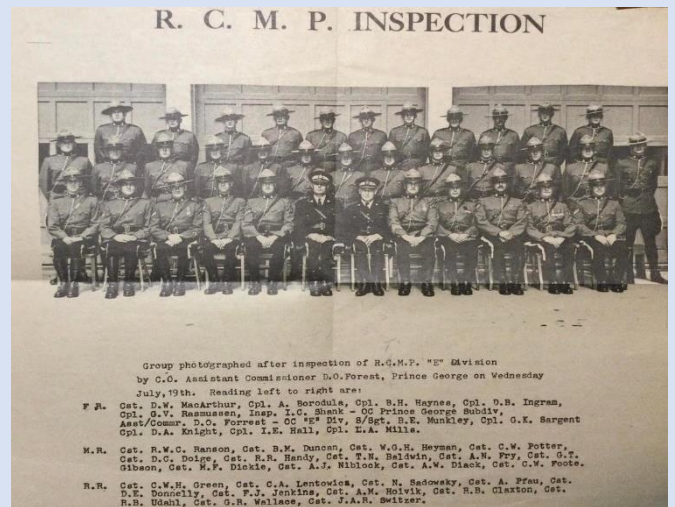 R. C. M. P. INSPECTION
Group photographed after inspection of R.C.M.P. "E" Division
by C.O. Assistant Commissioner D.O.Forest, Prince George on Wednesday
July,19th. Reading left to right are:
F R. Cst. D.W. MacArthur, Cpl. A. Borodula, Cpl. B.H. Haynes, Cpl. D.B. Ingram,
Cpl. G.V. Rasmussen, Insp. I.C. Shank - OC Prince George Subdiv,
Asst/Commr. D.O. Forrest - OC "E" Div, S/Sgt. B.E. Munkley, Cpl. G.K. Sargent
Cpl. D.A. Knight, Cpl. I.E. Hall, Cpl. L.A. Mills.
M.R. Cst. R.W.C. Ranson, Cst. B.M. Duncan, Cst. W.G.H. Heyman, Cst. C.W. Potter,
Cst. D.C. Doige, Cst. R.R. Handy, Cst. T.N. Baldwin, Cst. A.N. Fry, Cst. G.T.
Gibson, Cst. M.F. Dickie, Cst. A.J. Niblock, Cst. A.W. Diack, Cst. C.W. Foote.
R.R. Cst. C.W.H. Green, Cst. C.A. Lentowicz, Cst. N. Sadowsky, Cst. A. Pfau, Cst.
D.E. Donnelly, Cst. F.J. Jenkins, Cst. A.M. Hoivik, Cst. R.B. Claxton, Cst.
R.B. Udahl, Cst. G.R. Wallace, Cst. J.A.R. Switzer.